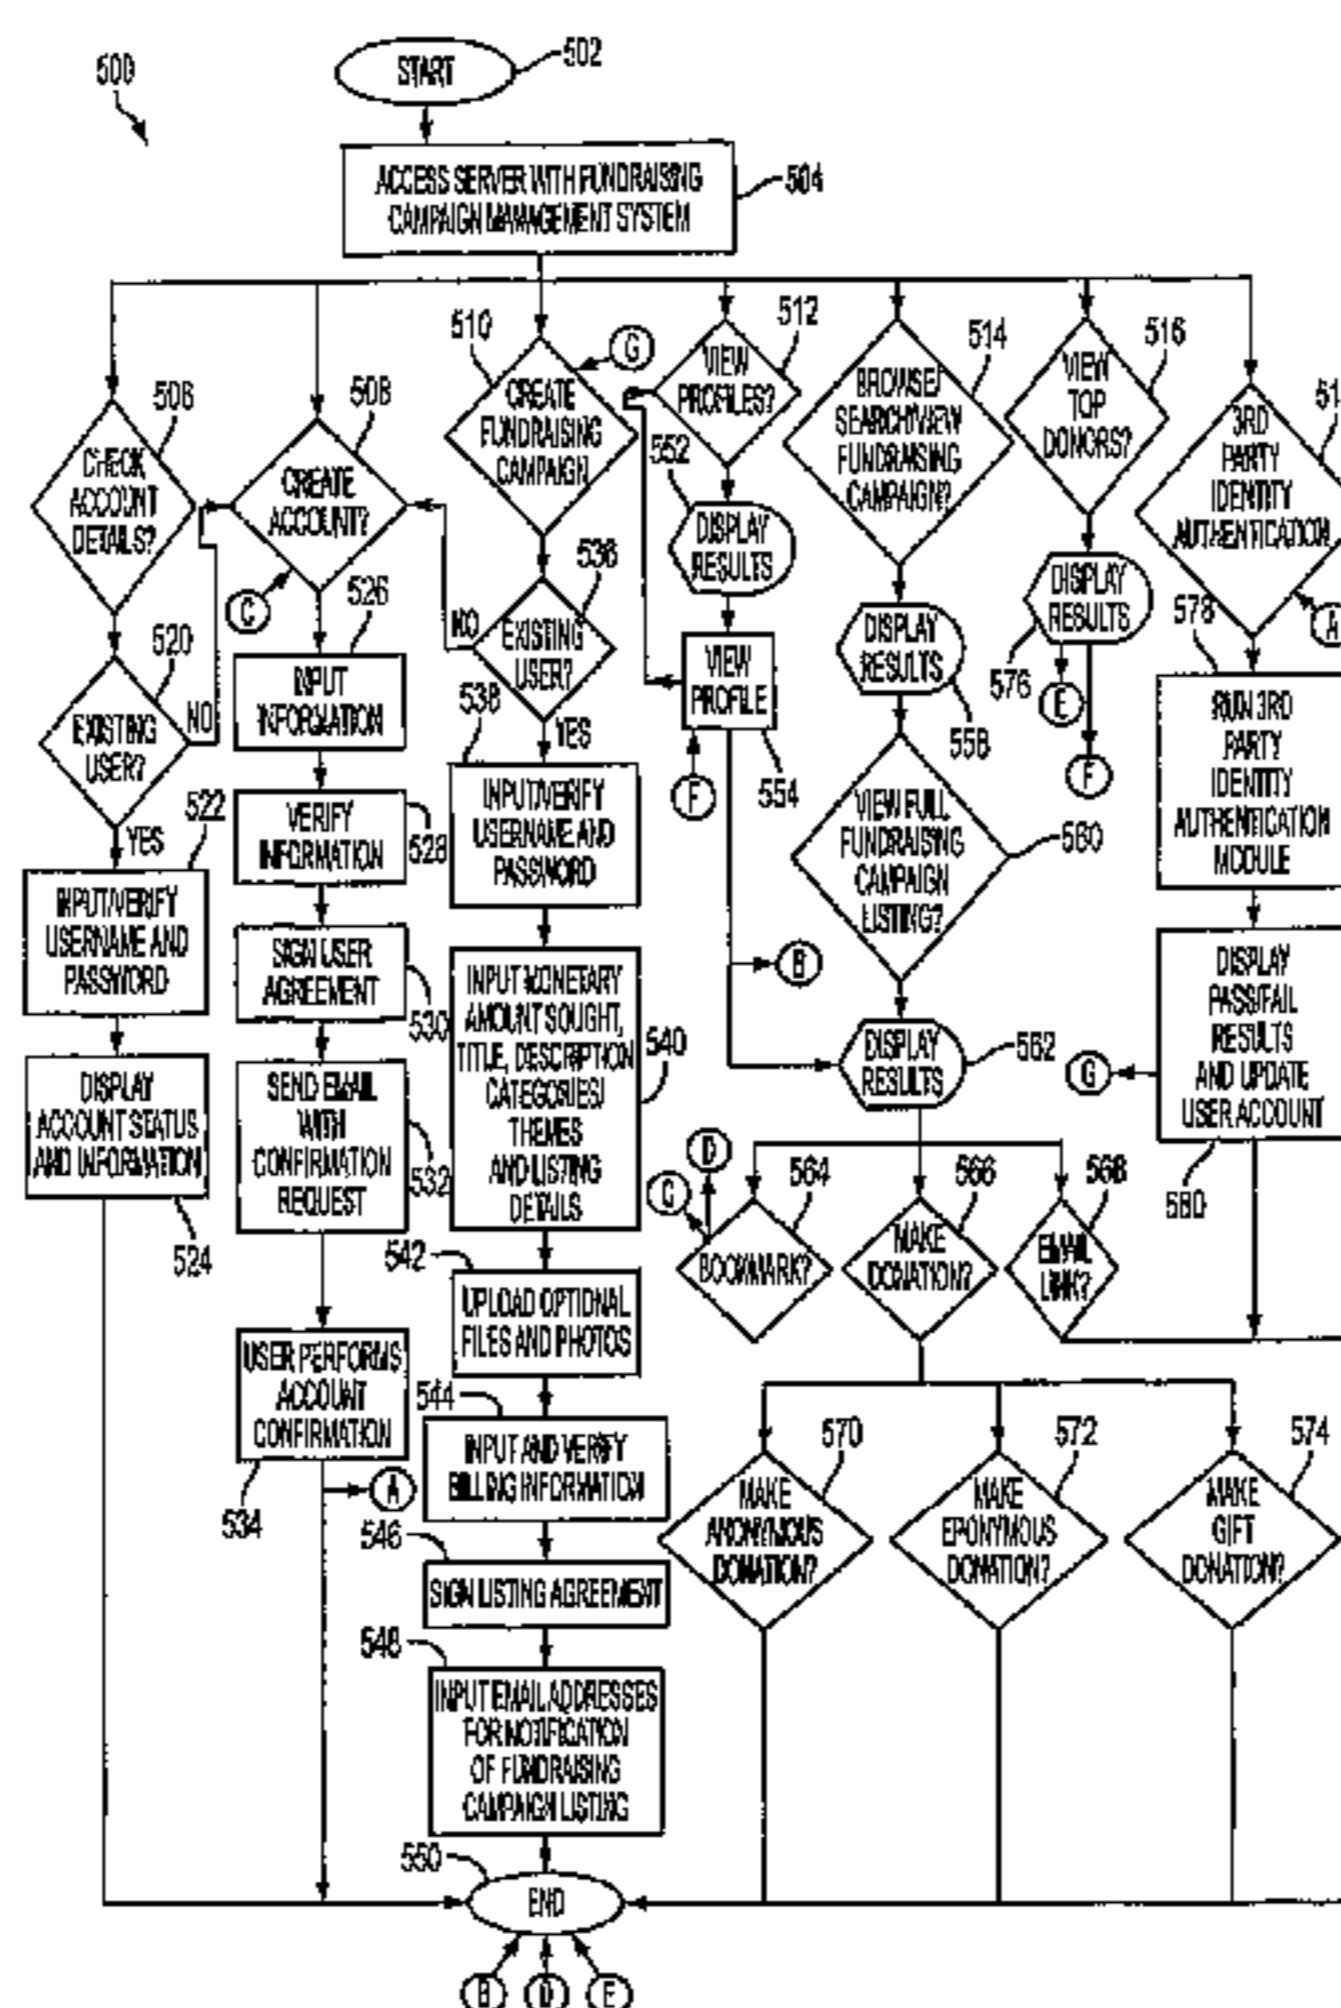 500
START
502
ACCESS SERVER WITH FUNDRAISING
CAMPAIGN MANAGEMENT SYSTEM
504
CHECK
ACCOUNT
DETAILS?
506
EXISTING
USER?
520
NO
YES
INPUT/VERIFY
USERNAME AND
PASSWORD
522
DISPLAY
ACCOUNT STATUS
AND INFORMATION
524
CREATE
ACCOUNT?
508
C
INPUT
INFORMATION
526
VERIFY
INFORMATION
528
SIGN USER
AGREEMENT
530
SEND EMAIL
WITH
CONFIRMATION
REQUEST
532
USER PERFORMS
ACCOUNT
CONFIRMATION
534
A
510
G
CREATE
FUNDRAISING
CAMPAIGN
536
EXISTING
USER?
NO
YES
538
INPUT/VERIFY
USERNAME AND
PASSWORD
INPUT MONETARY
AMOUNT SOUGHT,
TITLE, DESCRIPTION
CATEGORIES/
THEMES
AND LISTING
DETAILS
540
542
UPLOAD OPTIONAL
FILES AND PHOTOS
544
INPUT AND VERIFY
BILLING INFORMATION
546
SIGN LISTING AGREEMENT
548
INPUT EMAIL ADDRESSES
FOR NOTIFICATION
OF FUNDRAISING
CAMPAIGN LISTING
550
END
B
D
E
512
VIEW
PROFILES?
552
DISPLAY
RESULTS
VIEW
PROFILE
554
F
B
514
BROWSE/
SEARCH/VIEW
FUNDRAISING
CAMPAIGN?
DISPLAY
RESULTS
558
VIEW FULL
FUNDRAISING
CAMPAIGN
LISTING?
560
DISPLAY
RESULTS
562
D
C
BOOKMARK?
564
MAKE
DONATION?
566
EMAIL
LINK?
568
MAKE
ANONYMOUS
DONATION?
570
MAKE
EPONYMOUS
DONATION?
572
MAKE
GIFT
DONATION?
574
516
VIEW
TOP
DONORS?
DISPLAY
RESULTS
576
E
F
51
3RD
PARTY
IDENTITY
AUTHENTICATION
A
578
RUN 3RD
PARTY
IDENTITY
AUTHENTICATION
MODULE
DISPLAY
PASS/FAIL
RESULTS
AND UPDATE
USER ACCOUNT
G
580